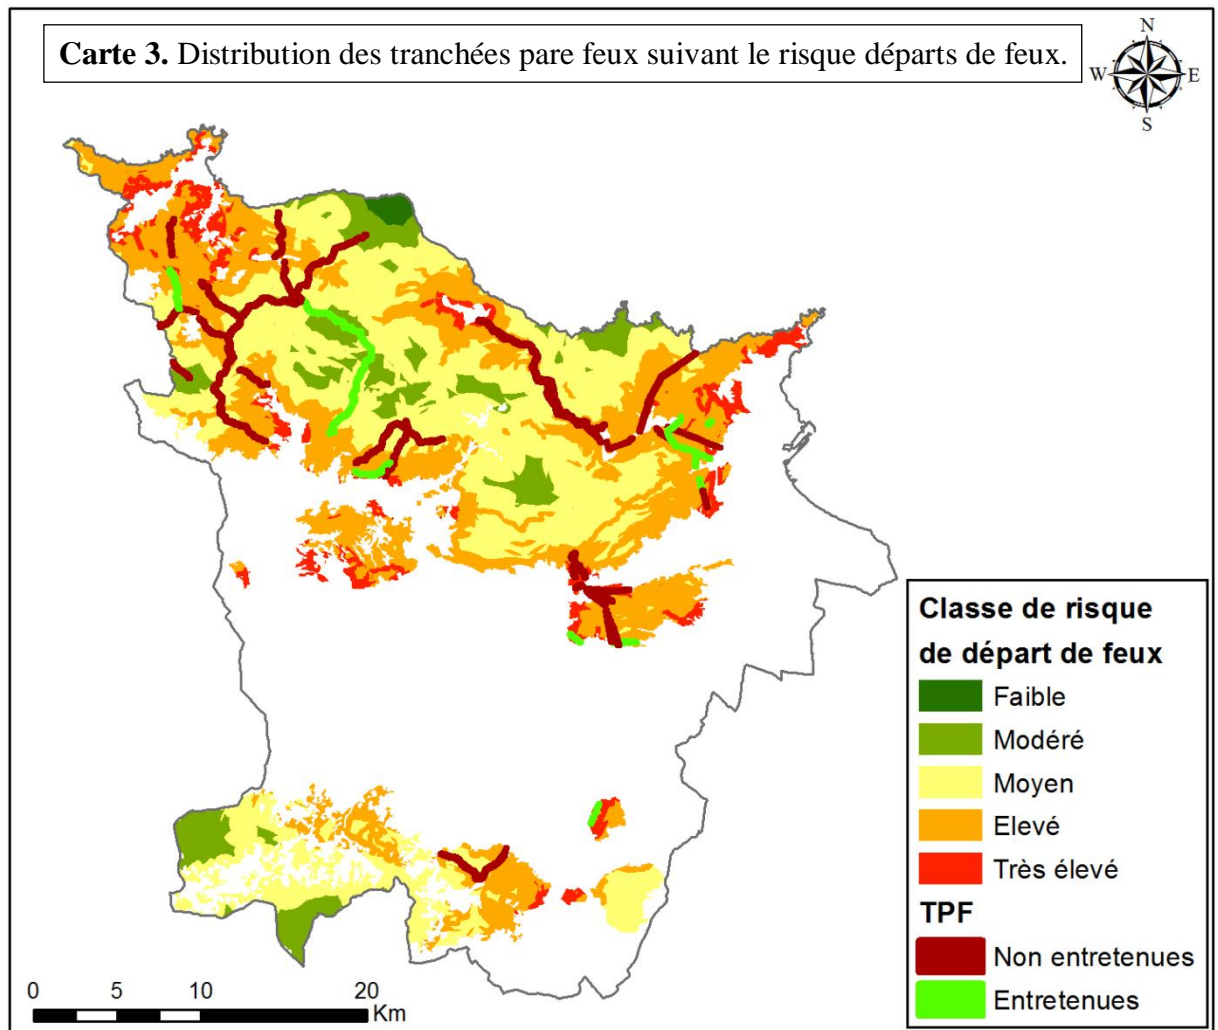 Carte 3. Distribution des tranchées pare feux suivant le risque départs de feux.
N
W
E
S
Classe de risque
de départ de feux
Faible
Modéré
Moyen
Elevé
Très élevé
TPF
Non entretenues
Entretenues
0 5 10 20
Km